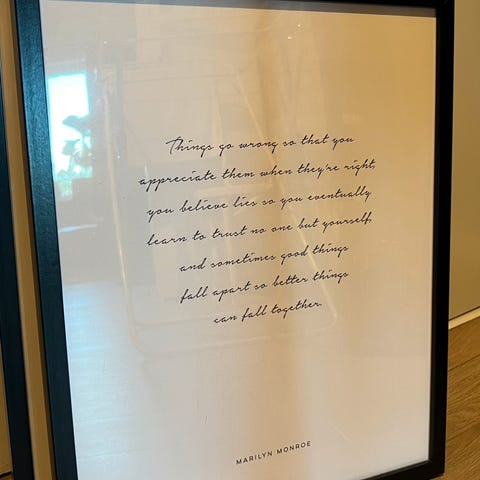 Things go wrong so that you
appreciate them when they're right,
you believe lies so you eventually
learn to trust no one but yourself,
and sometimes good things
fall apart so better things
can fall together.
MARILYN MONROE